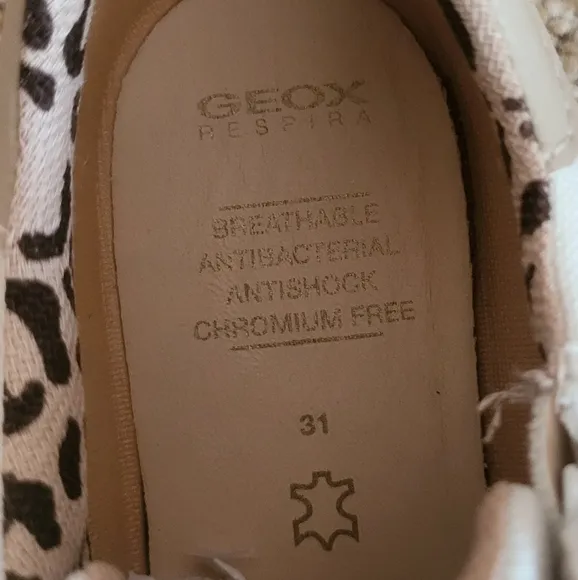 GEOX
RESPIRA
BREATHABLE
ANTIBACTERIAL
ANTISHOCK
CHROMIUM FREE
31